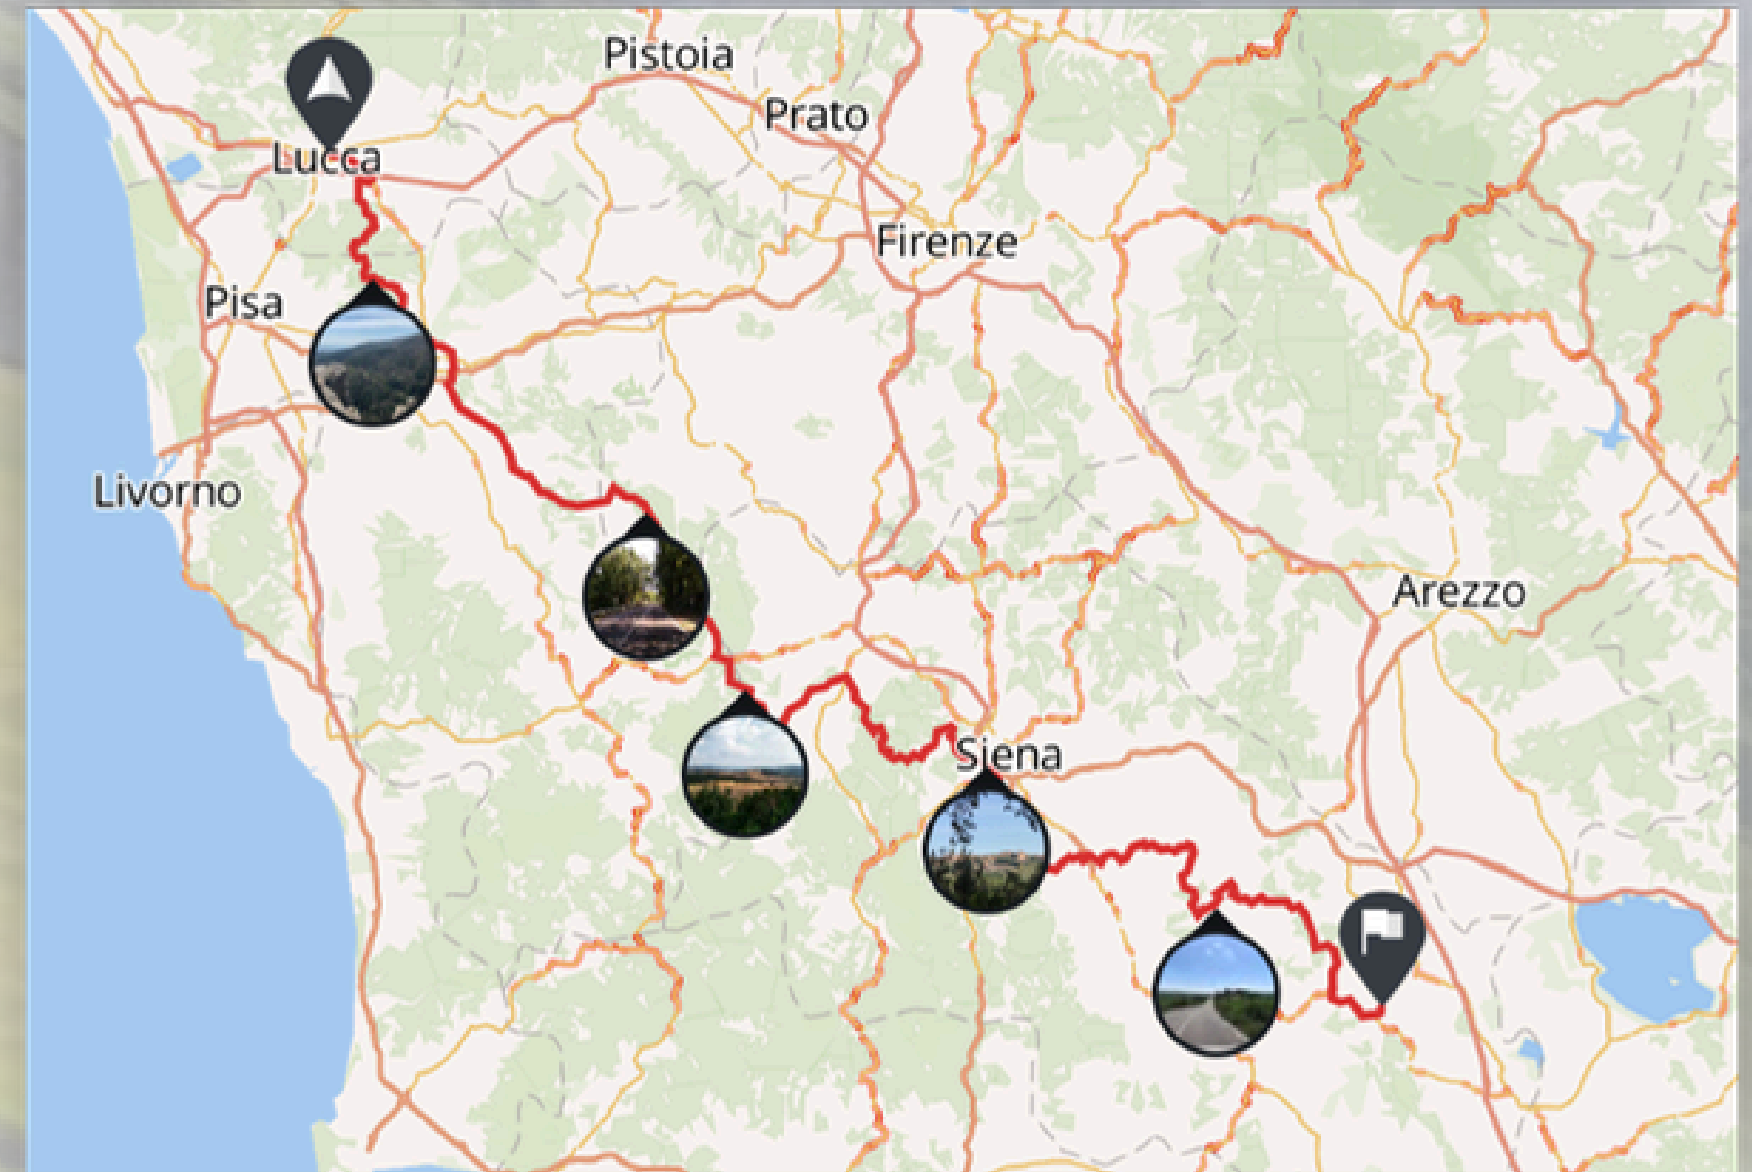 Pistoia
Prato
Lucca
Firenze
Pisa
Livorno
Arezzo
Siena